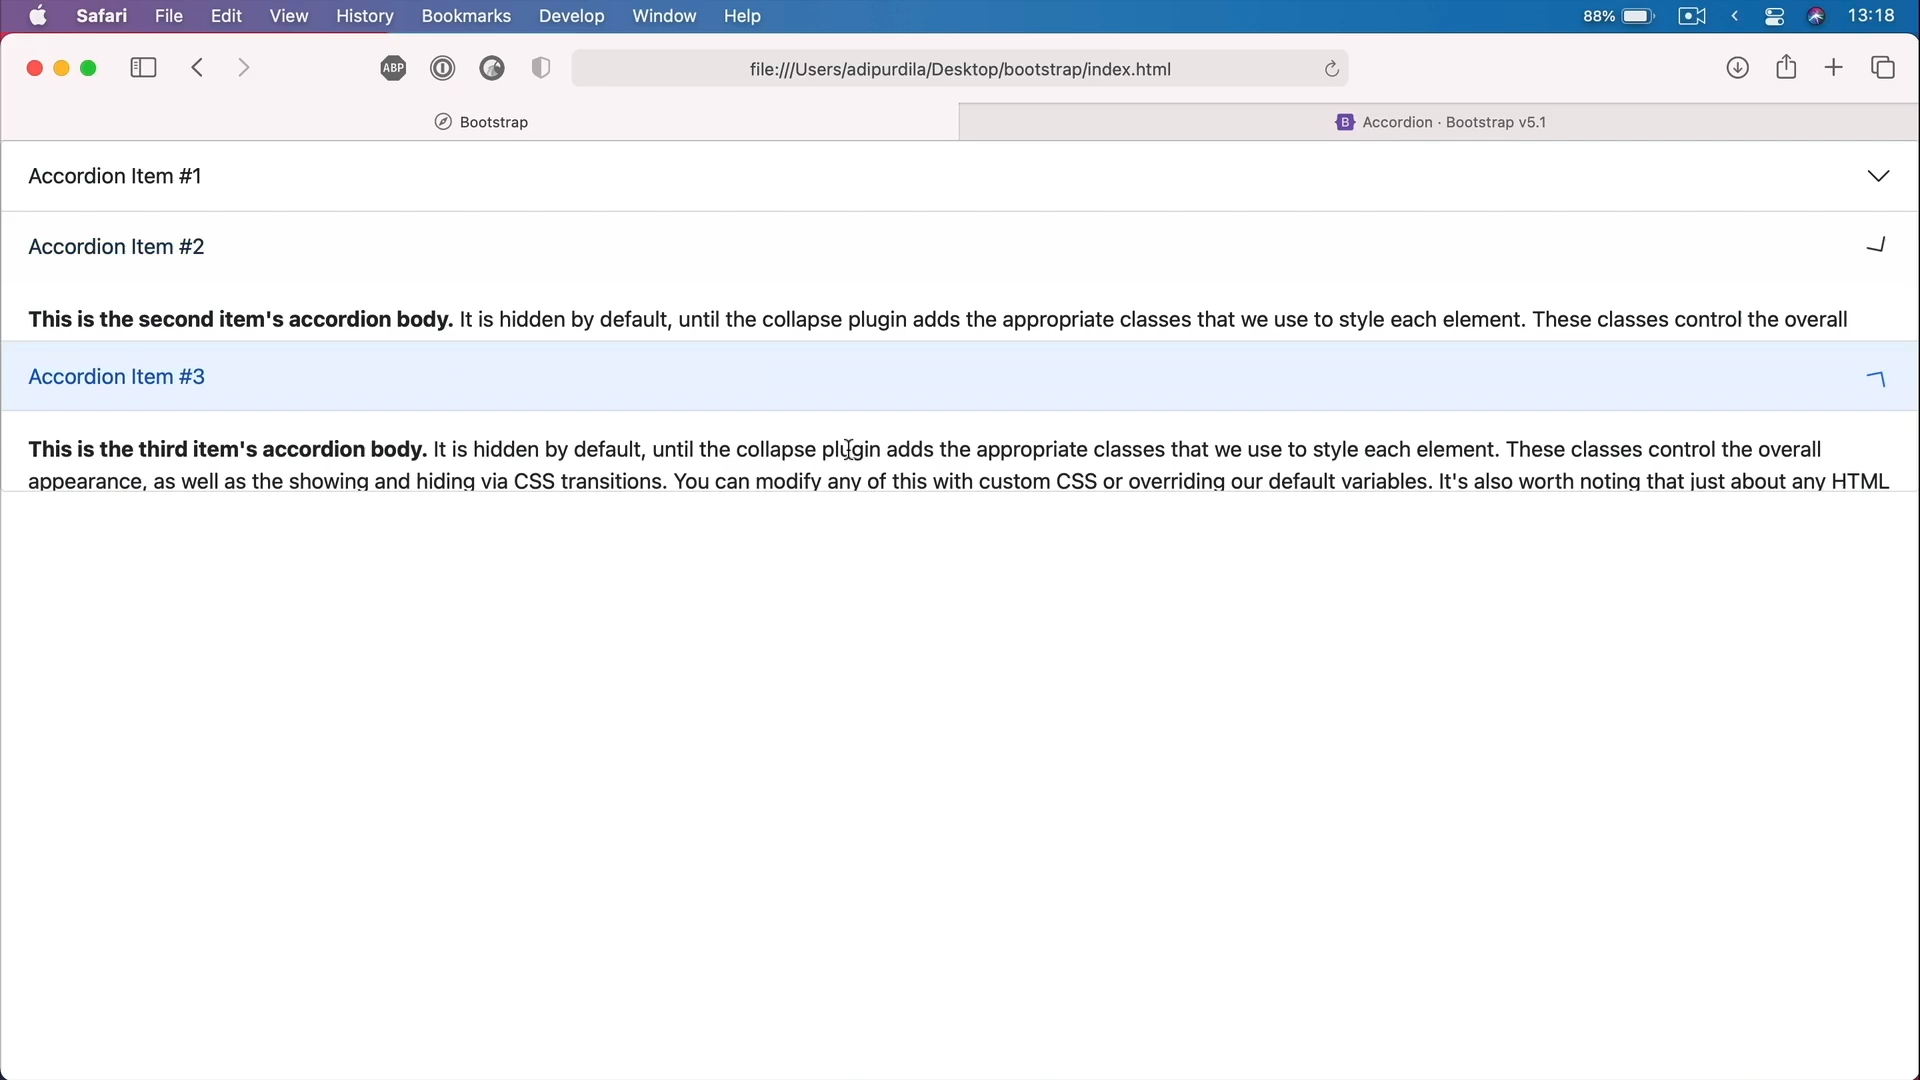 Safari File Edit View History Bookmarks Develop Window Help 88% 13:18
ABP file:///Users/adipurdila/Desktop/bootstrap/index.html
Bootstrap B Accordion · Bootstrap v5.1
Accordion Item #1
Accordion Item #2
This is the second item's accordion body. It is hidden by default, until the collapse plugin adds the appropriate classes that we use to style each element. These classes control the overall
Accordion Item #3
This is the third item's accordion body. It is hidden by default, until the collapse plugin adds the appropriate classes that we use to style each element. These classes control the overall
appearance, as well as the showing and hiding via CSS transitions. You can modify any of this with custom CSS or overriding our default variables. It's also worth noting that just about any HTML